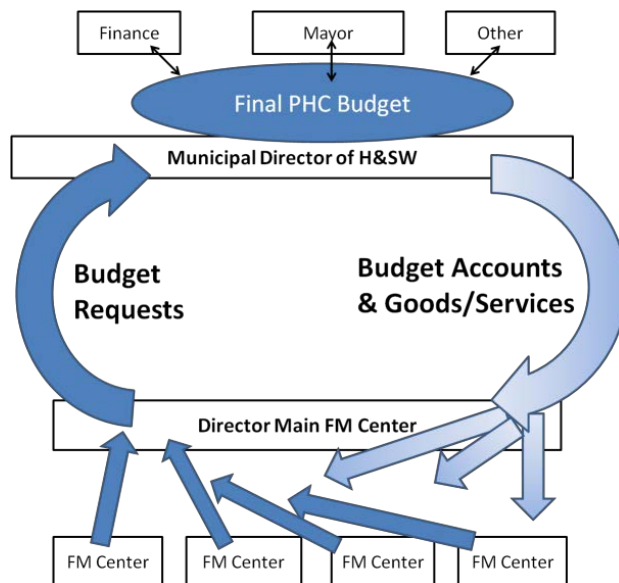 Finance
Mayor
Other
Final PHC Budget
Municipal Director of H&SW
Budget
Requests
Budget Accounts
& Goods/Services
Director Main FM Center
FM Center
FM Center
FM Center
FM Center